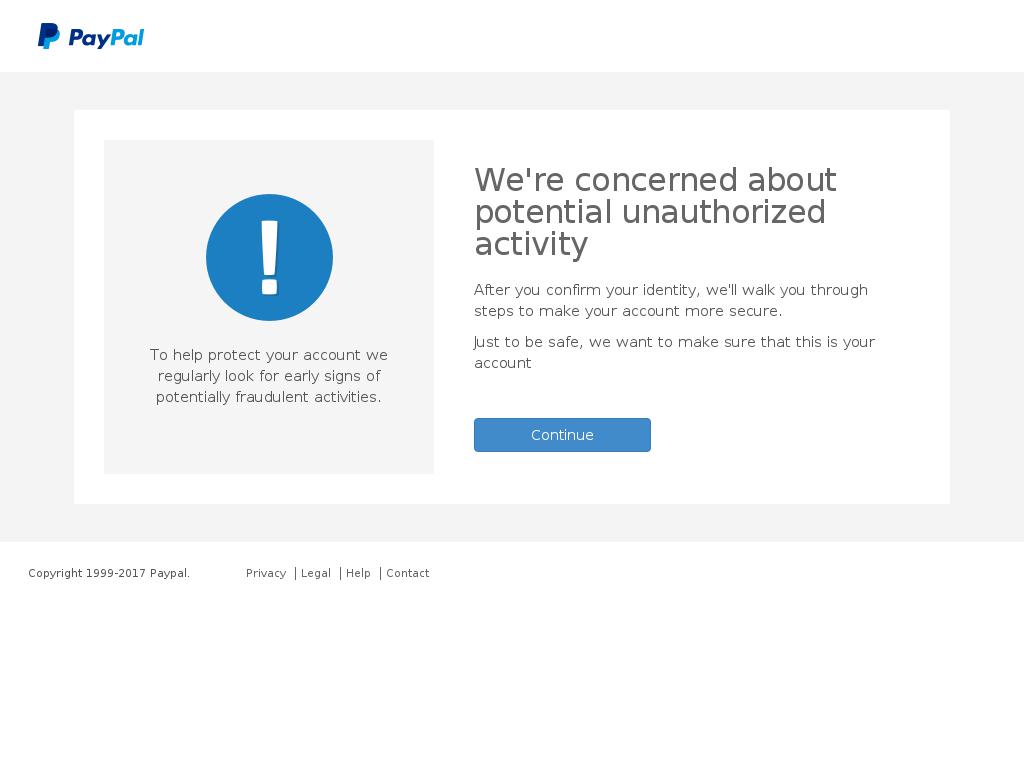 PayPal
!
To help protect your account we
regularly look for early signs of
potentially fraudulent activities.
We're concerned about
potential unauthorized
activity
After you confirm your identity, we'll walk you through
steps to make your account more secure.
Just to be safe, we want to make sure that this is your
account
Continue
Copyright 1999-2017 Paypal. Privacy | Legal | Help | Contact